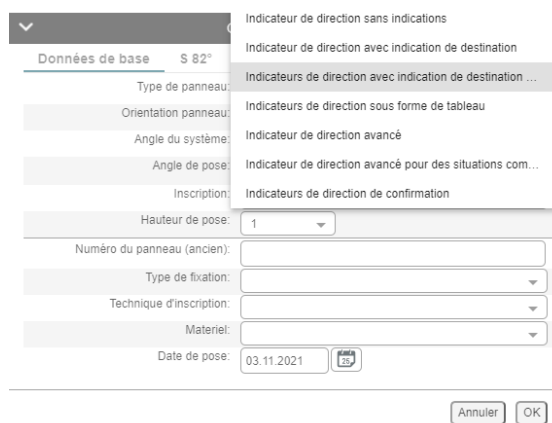 Indicateur de direction sans indications
Indicateur de direction avec indication de destination
Données de base S 82°
Indicateurs de direction avec indication de destination ...
Type de panneau:
Indicateurs de direction sous forme de tableau
Orientation panneau:
Indicateur de direction avancé
Angle du système:
Indicateur de direction avancé pour des situations com...
Angle de pose:
Indicateurs de direction de confirmation
Inscription:
Hauteur de pose: 1
Numéro du panneau (ancien):
Type de fixation:
Technique d'inscription:
Materiel:
Date de pose: 03.11.2021
Annuler OK